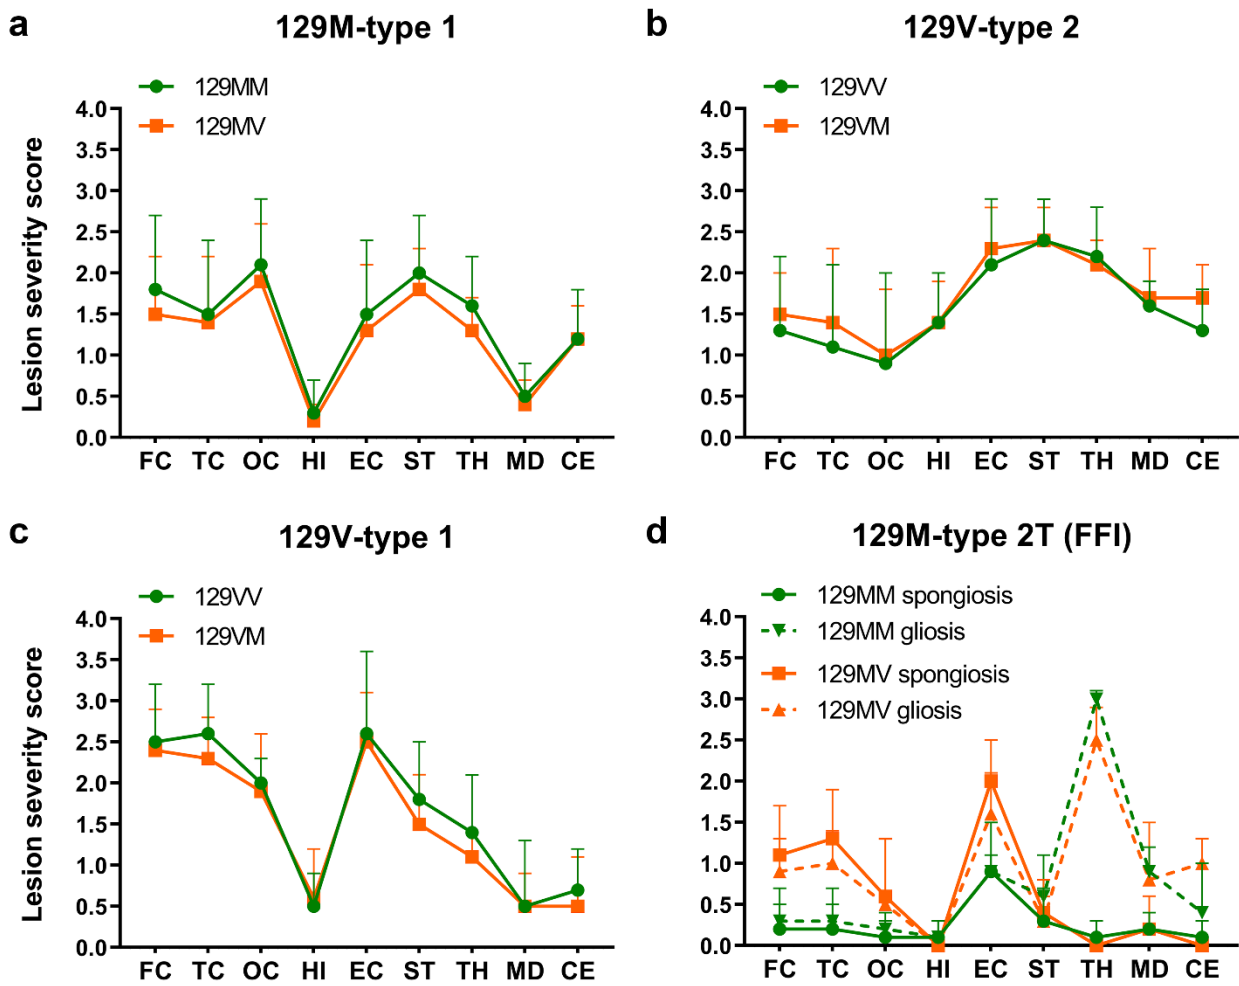 a
129M-type 1
129MM
129MV
Lesion severity score
4.0
3.5
3.0
2.5
2.0
1.5
1.0
0.5
0.0
FC TC OC HI EC ST TH MD CE
b
129V-type 2
129VV
129VM
4.0
3.5
3.0
2.5
2.0
1.5
1.0
0.5
0.0
FC TC OC HI EC ST TH MD CE
c
129V-type 1
129VV
129VM
Lesion severity score
4.0
3.5
3.0
2.5
2.0
1.5
1.0
0.5
0.0
FC TC OC HI EC ST TH MD CE
d
129M-type 2T (FFI)
129MM spongiosis
129MM gliosis
129MV spongiosis
129MV gliosis
4.0
3.5
3.0
2.5
2.0
1.5
1.0
0.5
0.0
FC TC OC HI EC ST TH MD CE